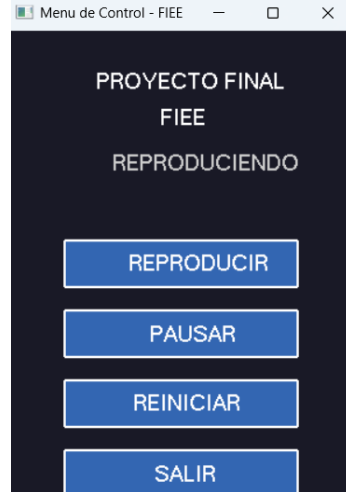 Menu de Control - FIEE
PROYECTO FINAL
FIEE
REPRODUCIENDO
REPRODUCIR
PAUSAR
REINICIAR
SALIR